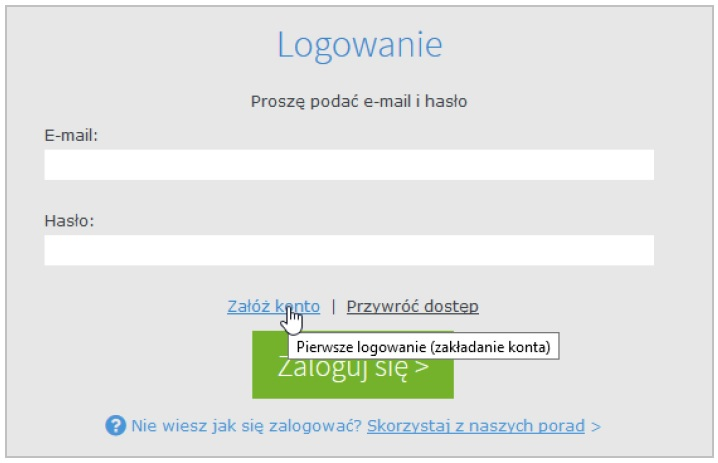 Logowanie
Proszę podać e-mail i hasło
E-mail:
Hasło:
Załóż konto | Przywróć dostęp
Pierwsze logowanie (zakładanie konta)
Zaloguj się >
Nie wiesz jak się zalogować? Skorzystaj z naszych porad >